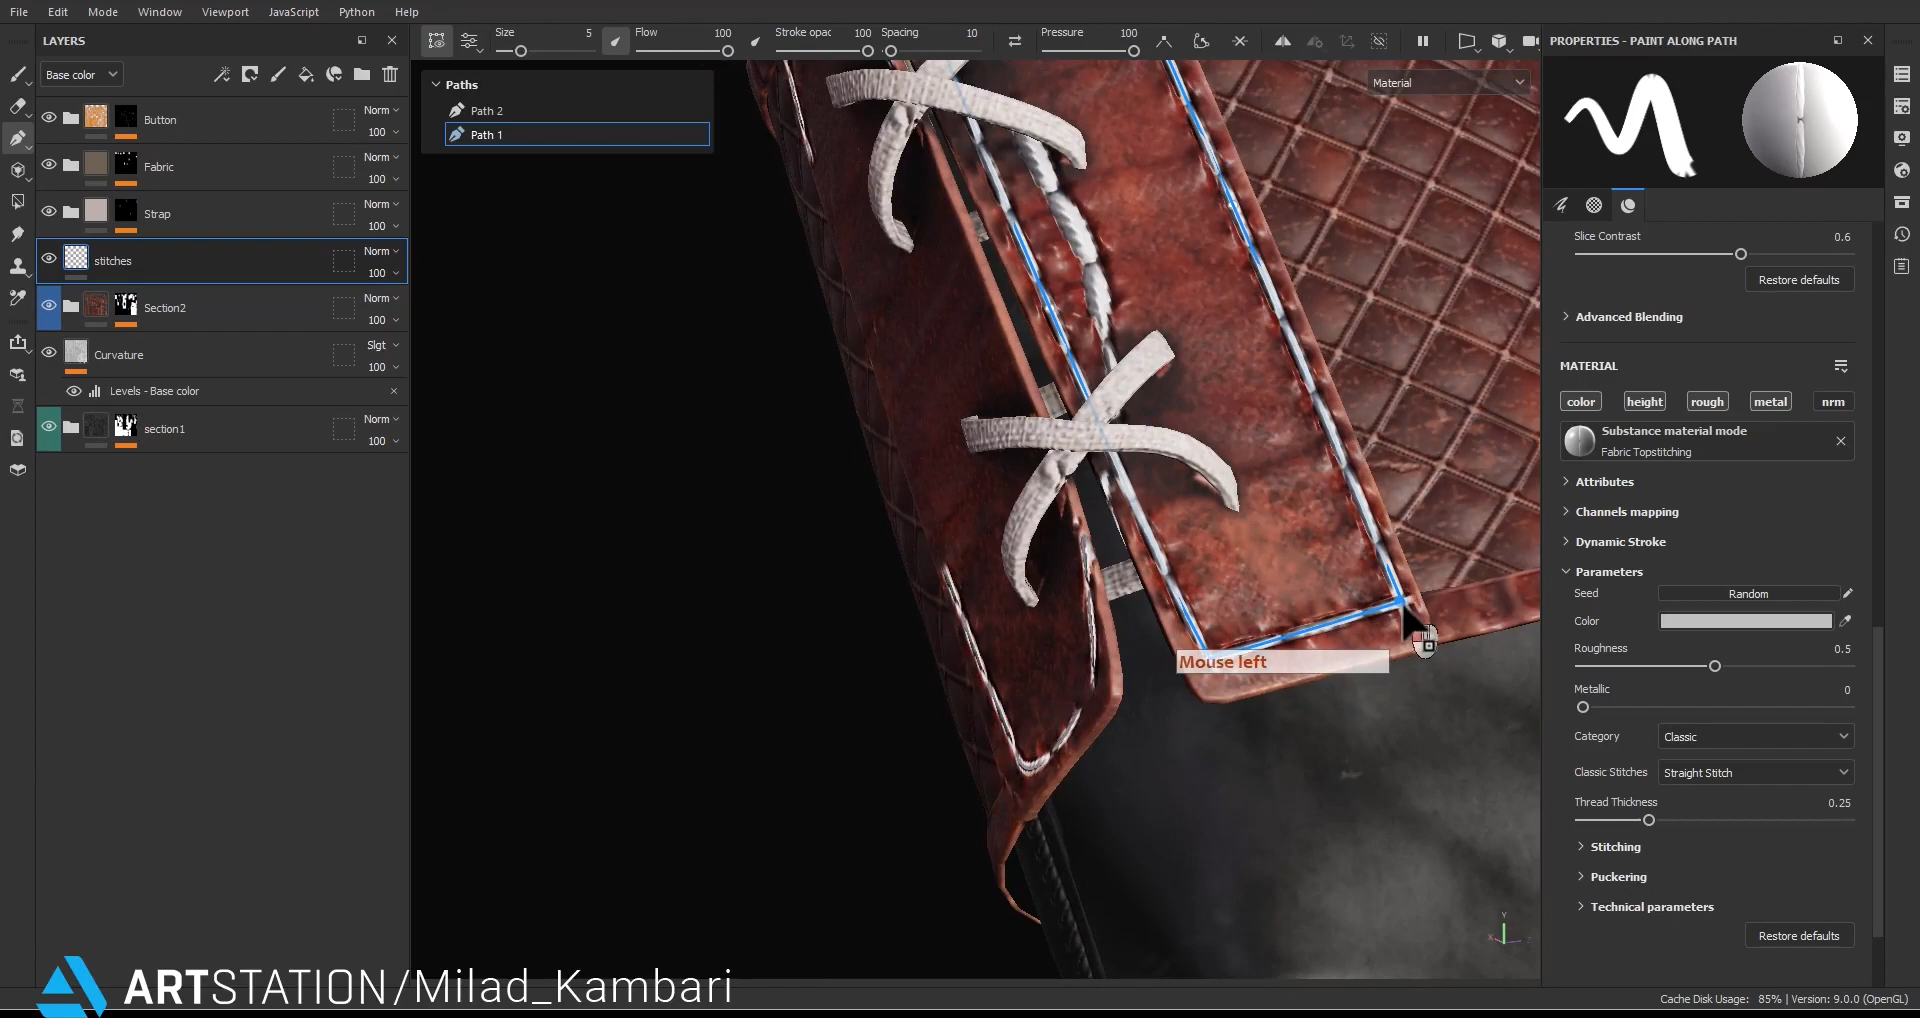 File Edit Mode Window Viewport JavaScript Python Help
LAYERS
Base color
Button Norm 100
Fabric Norm 100
Strap Norm 100
stitches Norm 100
Section2 Norm 100
Curvature Slgt 100
Levels - Base color
section1 Norm 100
Size 5 Flow 100 Stroke opac 100 Spacing 10 Pressure 100
Paths
Path 2
Path 1
Material
Mouse left
PROPERTIES - PAINT ALONG PATH
Slice Contrast 0.6
Restore defaults
Advanced Blending
MATERIAL
color height rough metal nrm
Substance material mode
Fabric Topstitching
Attributes
Channels mapping
Dynamic Stroke
Parameters
Seed Random
Color
Roughness 0.5
Metallic 0
Category Classic
Classic Stitches Straight Stitch
Thread Thickness 0.25
Stitching
Puckering
Technical parameters
Restore defaults
Y
X Z
ARTSTATION/Milad_Kambari
Cache Disk Usage: 85% | Version: 9.0.0 (OpenGL)